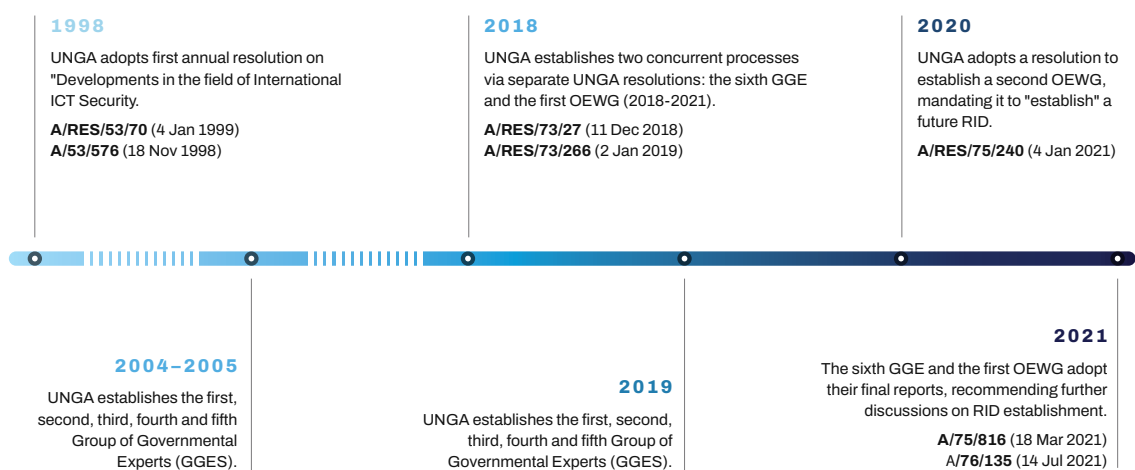 1998
UNGA adopts first annual resolution on
"Developments in the field of International
ICT Security.
A/RES/53/70 (4 Jan 1999)
A/53/576 (18 Nov 1998)
2018
UNGA establishes two concurrent processes
via separate UNGA resolutions: the sixth GGE
and the first OEWG (2018-2021).
A/RES/73/27 (11 Dec 2018)
A/RES/73/266 (2 Jan 2019)
2020
UNGA adopts a resolution to
establish a second OEWG,
mandating it to "establish" a
future RID.
A/RES/75/240 (4 Jan 2021)
2004–2005
UNGA establishes the first,
second, third, fourth and fifth
Group of Governmental
Experts (GGES).
2019
UNGA establishes the first, second,
third, fourth and fifth Group of
Governmental Experts (GGES).
2021
The sixth GGE and the first OEWG adopt
their final reports, recommending further
discussions on RID establishment.
A/75/816 (18 Mar 2021)
A/76/135 (14 Jul 2021)